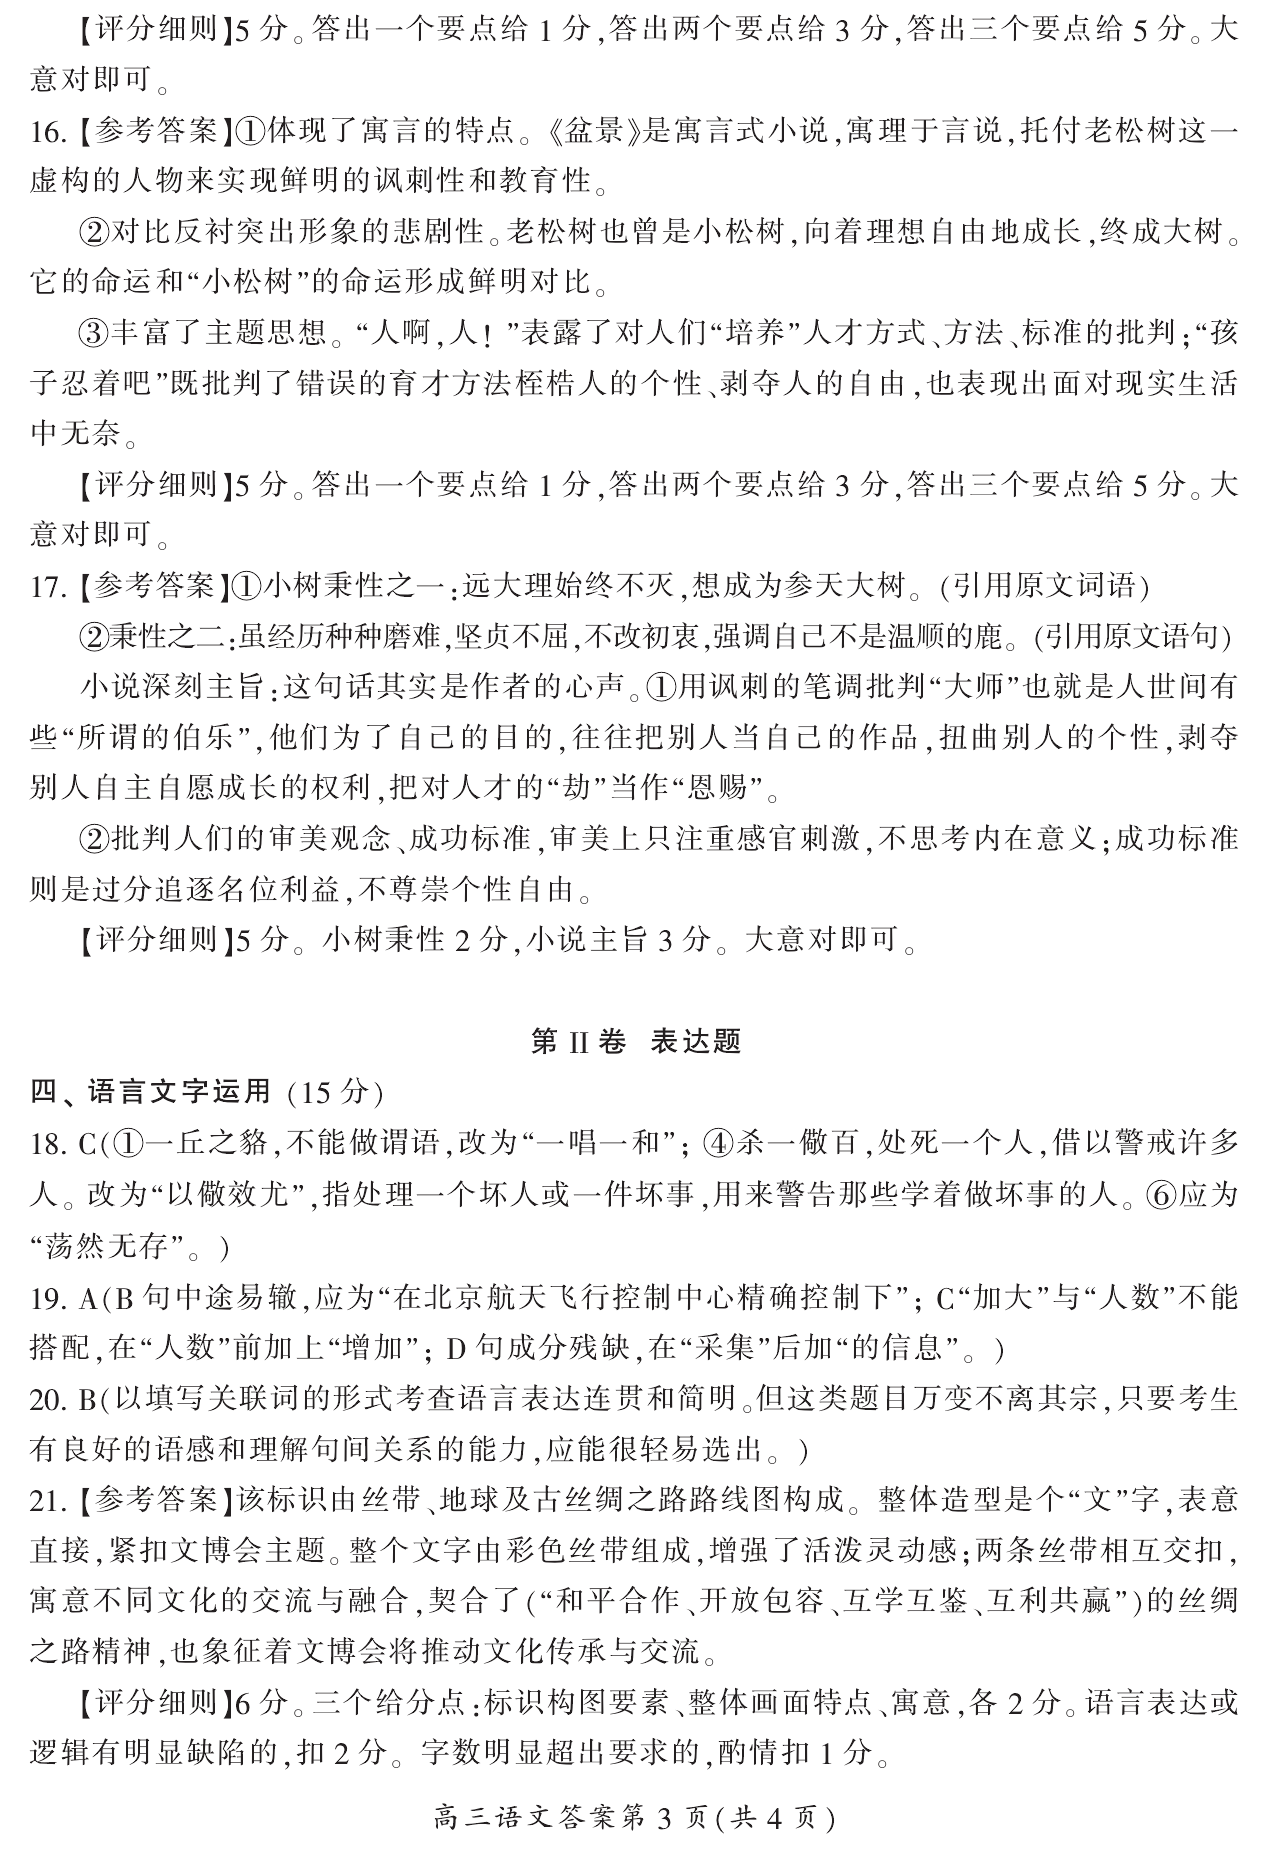 【评分细则】5 分。答出一个要点给 1 分,答出两个要点给 3 分,答出三个要点给 5 分。大
意对即可。
16. 【参考答案】①体现了寓言的特点。《盆景》是寓言式小说,寓理于言说,托付老松树这一
虚构的人物来实现鲜明的讽刺性和教育性。
②对比反衬突出形象的悲剧性。老松树也曾是小松树,向着理想自由地成长,终成大树。
它的命运和“小松树”的命运形成鲜明对比。
③丰富了主题思想。“人啊,人！”表露了对人们“培养”人才方式、方法、标准的批判;“孩
子忍着吧”既批判了错误的育才方法桎梏人的个性、剥夺人的自由,也表现出面对现实生活
中无奈。
【评分细则】5 分。答出一个要点给 1 分,答出两个要点给 3 分,答出三个要点给 5 分。大
意对即可。
17. 【参考答案】①小树秉性之一:远大理始终不灭,想成为参天大树。(引用原文词语)
②秉性之二:虽经历种种磨难,坚贞不屈,不改初衷,强调自己不是温顺的鹿。(引用原文语句)
小说深刻主旨:这句话其实是作者的心声。①用讽刺的笔调批判“大师”也就是人世间有
些“所谓的伯乐”,他们为了自己的目的,往往把别人当自己的作品,扭曲别人的个性,剥夺
别人自主自愿成长的权利,把对人才的“劫”当作“恩赐”。
②批判人们的审美观念、成功标准,审美上只注重感官刺激,不思考内在意义;成功标准
则是过分追逐名位利益,不尊崇个性自由。
【评分细则】5 分。小树秉性 2 分,小说主旨 3 分。大意对即可。
第 II 卷 表达题
四、语言文字运用 (15 分)
18. C(①一丘之貉,不能做谓语,改为“一唱一和”; ④杀一儆百,处死一个人,借以警戒许多
人。改为“以儆效尤”,指处理一个坏人或一件坏事,用来警告那些学着做坏事的人。⑥应为
“荡然无存”。)
19. A(B 句中途易辙,应为“在北京航天飞行控制中心精确控制下”; C“加大”与“人数”不能
搭配,在“人数”前加上“增加”; D 句成分残缺,在“采集”后加“的信息”。)
20. B(以填写关联词的形式考查语言表达连贯和简明。但这类题目万变不离其宗,只要考生
有良好的语感和理解句间关系的能力,应能很轻易选出。)
21. 【参考答案】该标识由丝带、地球及古丝绸之路路线图构成。整体造型是个“文”字,表意
直接,紧扣文博会主题。整个文字由彩色丝带组成,增强了活泼灵动感;两条丝带相互交扣,
寓意不同文化的交流与融合,契合了(“和平合作、开放包容、互学互鉴、互利共赢”)的丝绸
之路精神,也象征着文博会将推动文化传承与交流。
【评分细则】6 分。三个给分点:标识构图要素、整体画面特点、寓意,各 2 分。语言表达或
逻辑有明显缺陷的,扣 2 分。字数明显超出要求的,酌情扣 1 分。
高三语文答案第 3 页(共 4 页)